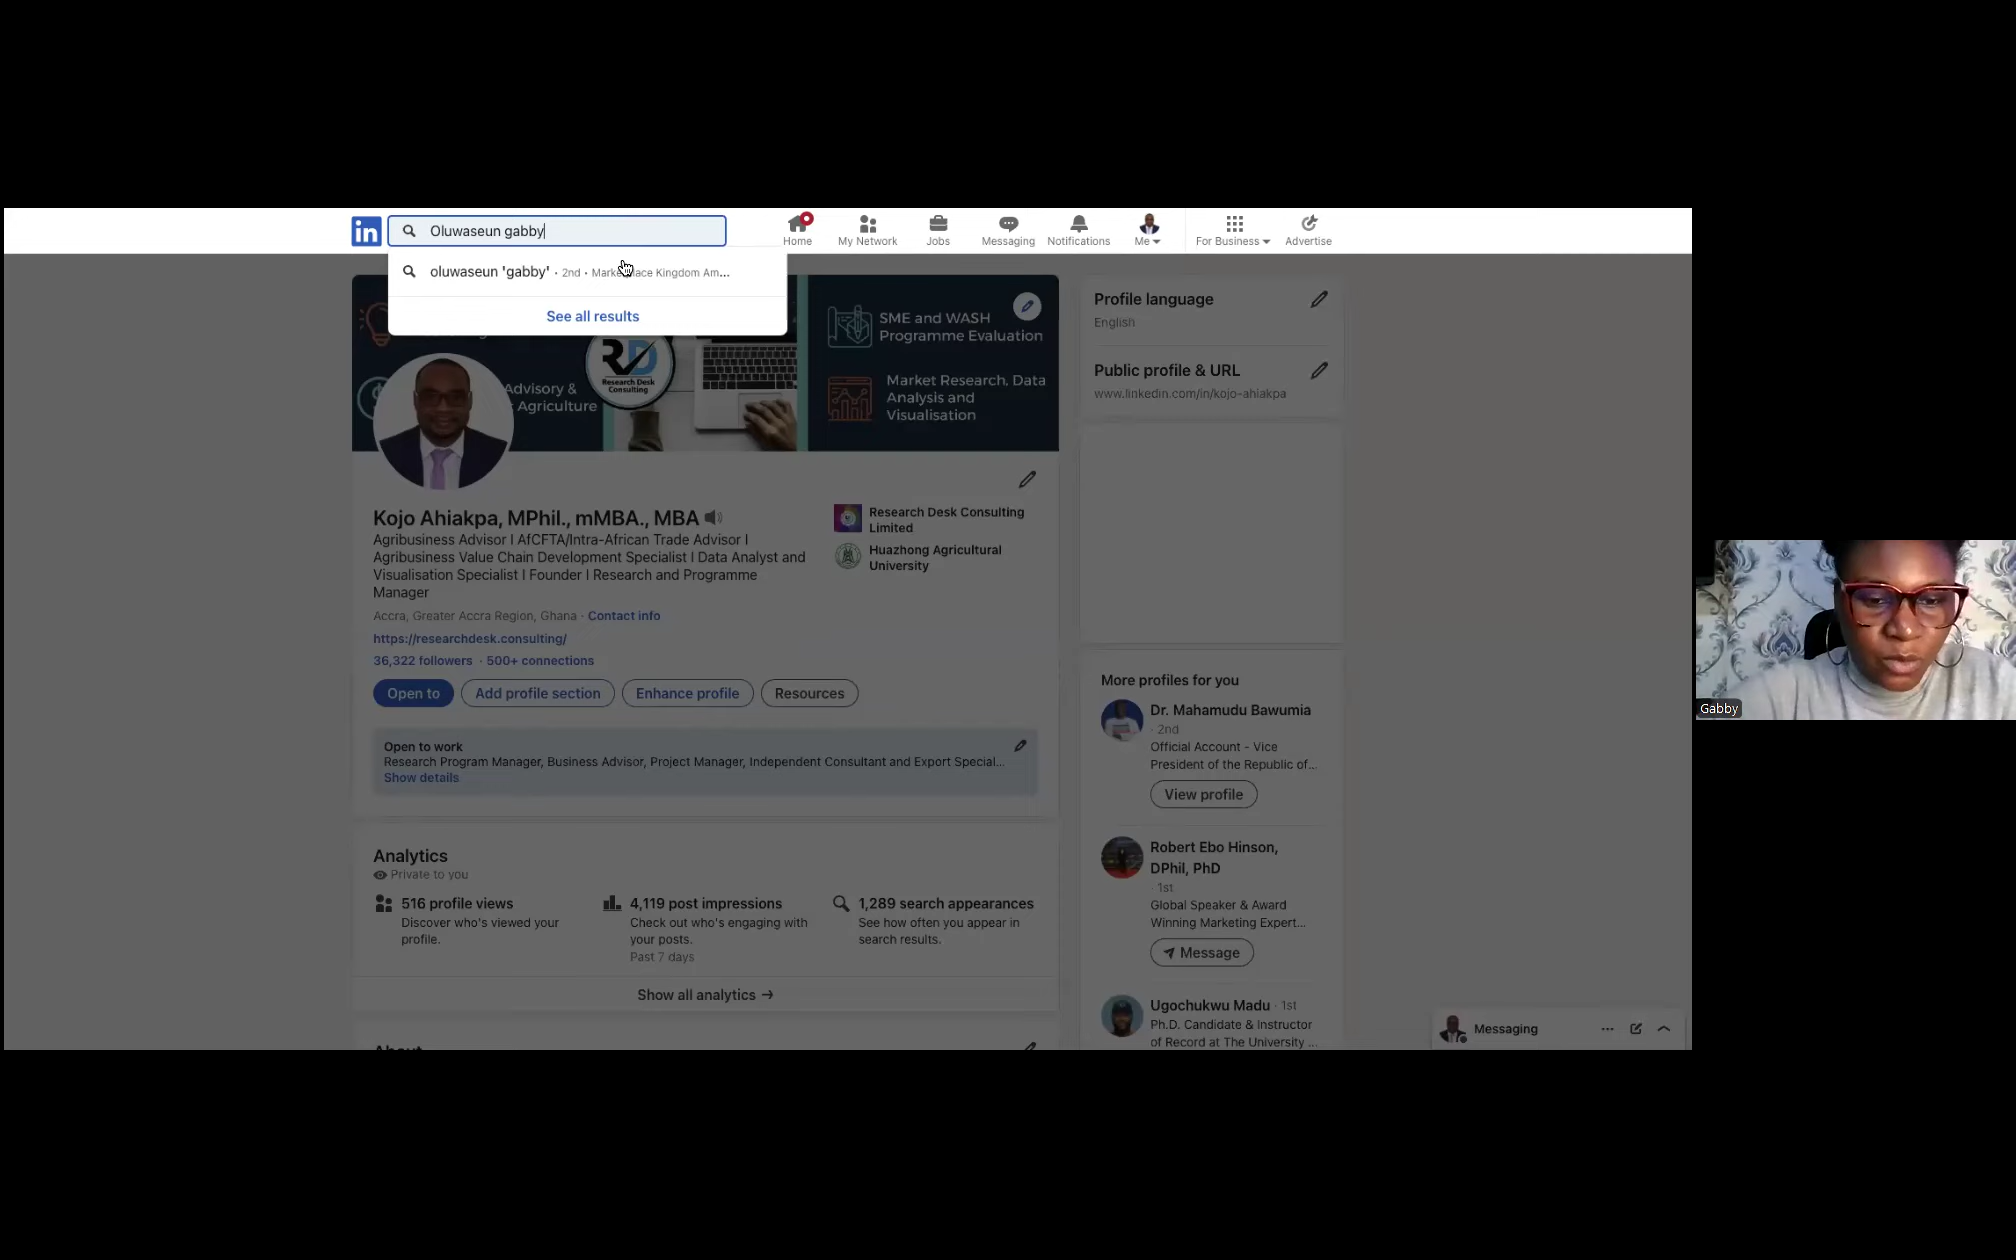 in
Oluwaseun gabby
Home
My Network
Jobs
Messaging
Notifications
Me
For Business
Advertise
oluwaseun 'gabby' · 2nd • Marketplace Kingdom Am...
See all results
SME and WASH
Programme Evaluation
RD
Research Desk
Consulting
Advisory &
Agriculture
Market Research, Data
Analysis and
Visualisation
Kojo Ahiakpa, MPhil., mMBA., MBA
Agribusiness Advisor I AfCFTA/Intra-African Trade Advisor I
Agribusiness Value Chain Development Specialist I Data Analyst and
Visualisation Specialist I Founder I Research and Programme
Manager
Accra, Greater Accra Region, Ghana · Contact info
https://researchdesk.consulting/
36,322 followers · 500+ connections
Open to
Add profile section
Enhance profile
Resources
Research Desk Consulting
Limited
Huazhong Agricultural
University
Open to work
Research Program Manager, Business Advisor, Project Manager, Independent Consultant and Export Special...
Show details
Analytics
Private to you
516 profile views
Discover who's viewed your
profile.
4,119 post impressions
Check out who's engaging with
your posts.
Past 7 days
1,289 search appearances
See how often you appear in
search results.
Show all analytics →
About
Profile language
English
Public profile & URL
www.linkedin.com/in/kojo-ahiakpa
More profiles for you
Dr. Mahamudu Bawumia
· 2nd
Official Account - Vice
President of the Republic of...
View profile
Robert Ebo Hinson,
DPhil, PhD
· 1st
Global Speaker & Award
Winning Marketing Expert...
Message
Ugochukwu Madu · 1st
Ph.D. Candidate & Instructor
of Record at The University ...
Messaging
Gabby